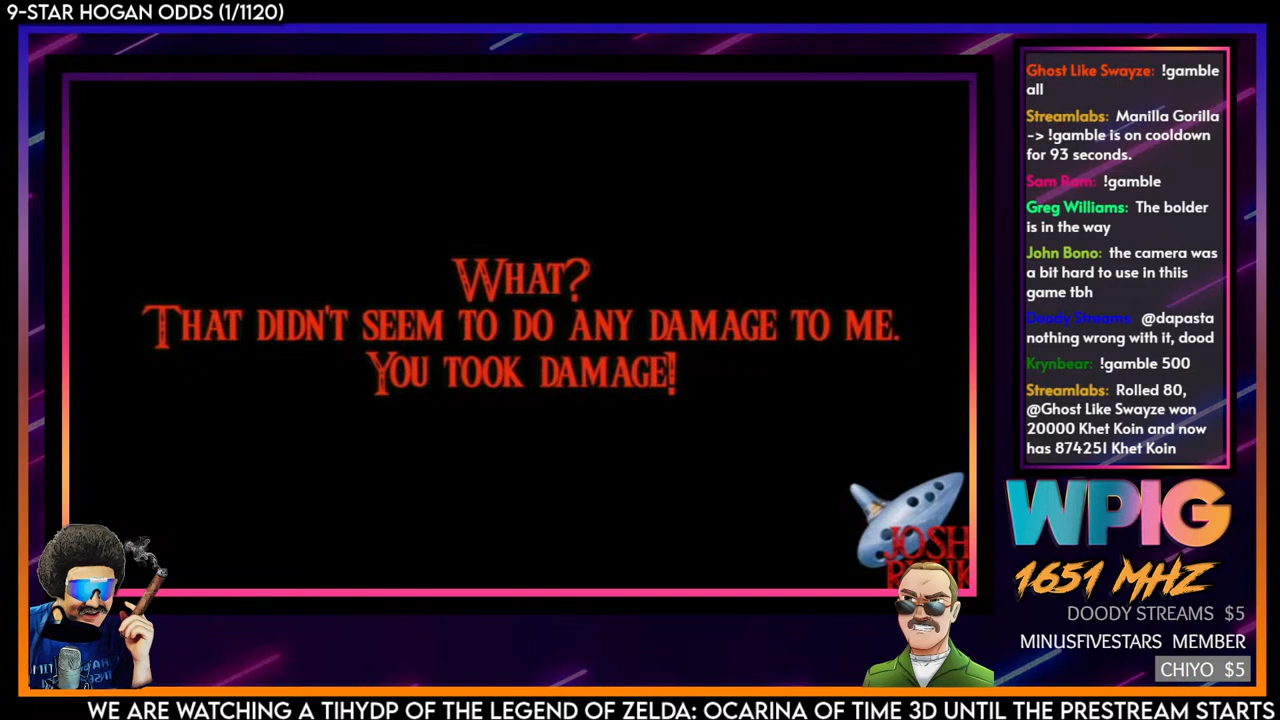 9-STAR HOGAN ODDS (1/1120)
WHAT?
THAT DIDN'T SEEM TO DO ANY DAMAGE TO ME.
YOU TOOK DAMAGE!
JOSH
Ghost Like Swayze: !gamble
all
Streamlabs: Manilla Gorilla
-> !gamble is on cooldown
for 93 seconds.
Sam Ram: !gamble
Greg Williams: The bolder
is in the way
John Bono: the camera was
a bit hard to use in thiis
game tbh
Doody Streams: @dapasta
nothing wrong with it, dood
Krynbear: !gamble 500
Streamlabs: Rolled 80,
@Ghost Like Swayze won
20000 Khet Koin and now
has 874251 Khet Koin
WPIG
1651 MHZ
DOODY STREAMS $5
MINUSFIVESTARS MEMBER
CHIYO $5
WE ARE WATCHING A TIHYDP OF THE LEGEND OF ZELDA: OCARINA OF TIME 3D UNTIL THE PRESTREAM STARTS